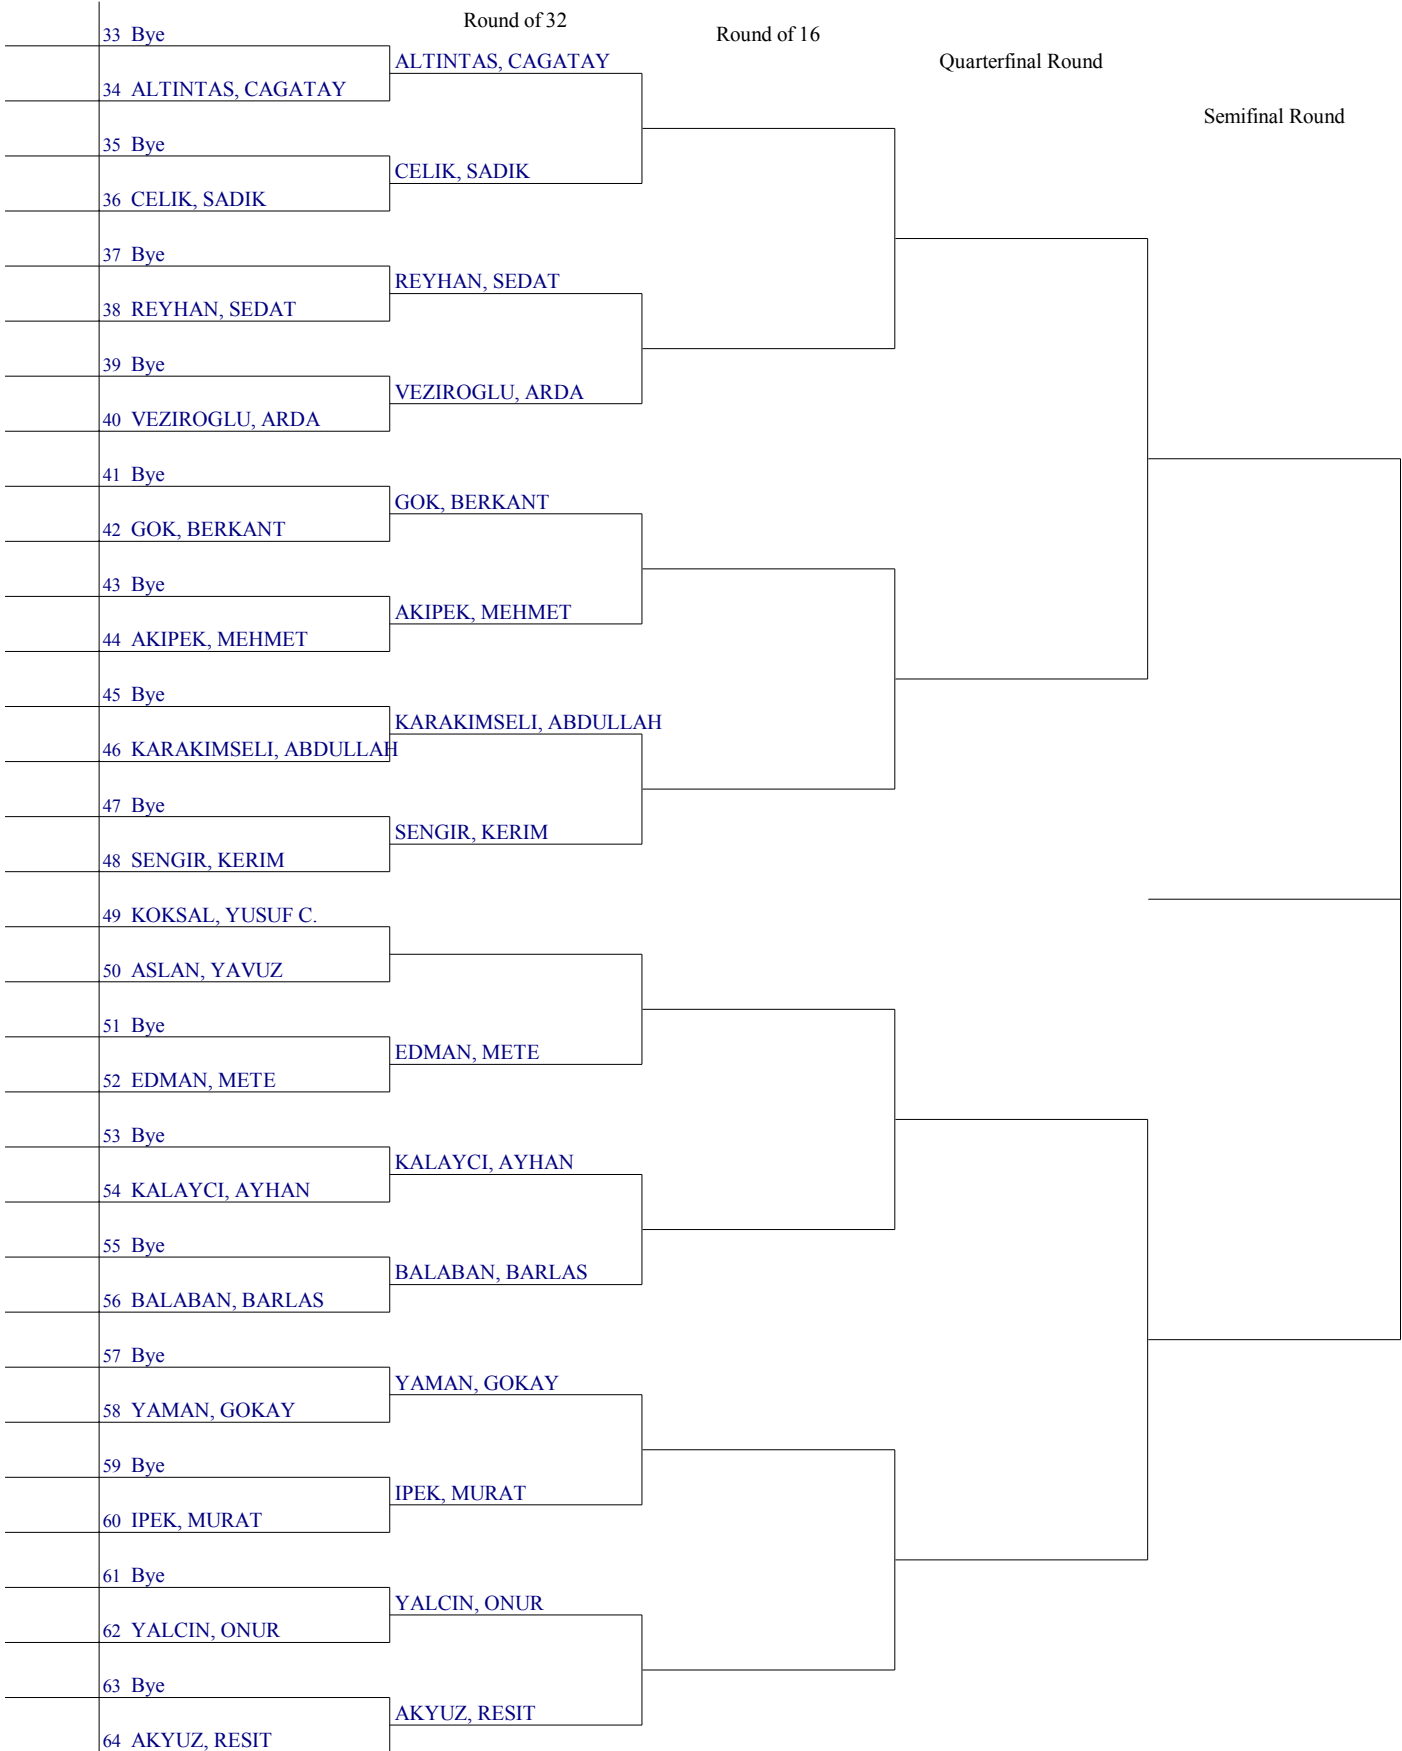 Round of 32
Round of 16
Quarterfinal Round
Semifinal Round
33 Bye
ALTINTAS, CAGATAY
34 ALTINTAS, CAGATAY
35 Bye
CELIK, SADIK
36 CELIK, SADIK
37 Bye
REYHAN, SEDAT
38 REYHAN, SEDAT
39 Bye
VEZIROGLU, ARDA
40 VEZIROGLU, ARDA
41 Bye
GOK, BERKANT
42 GOK, BERKANT
43 Bye
AKIPEK, MEHMET
44 AKIPEK, MEHMET
45 Bye
KARAKIMSELI, ABDULLAH
46 KARAKIMSELI, ABDULLAH
47 Bye
SENGIR, KERIM
48 SENGIR, KERIM
49 KOKSAL, YUSUF C.
50 ASLAN, YAVUZ
51 Bye
EDMAN, METE
52 EDMAN, METE
53 Bye
KALAYCI, AYHAN
54 KALAYCI, AYHAN
55 Bye
BALABAN, BARLAS
56 BALABAN, BARLAS
57 Bye
YAMAN, GOKAY
58 YAMAN, GOKAY
59 Bye
IPEK, MURAT
60 IPEK, MURAT
61 Bye
YALCIN, ONUR
62 YALCIN, ONUR
63 Bye
AKYUZ, RESIT
64 AKYUZ, RESIT